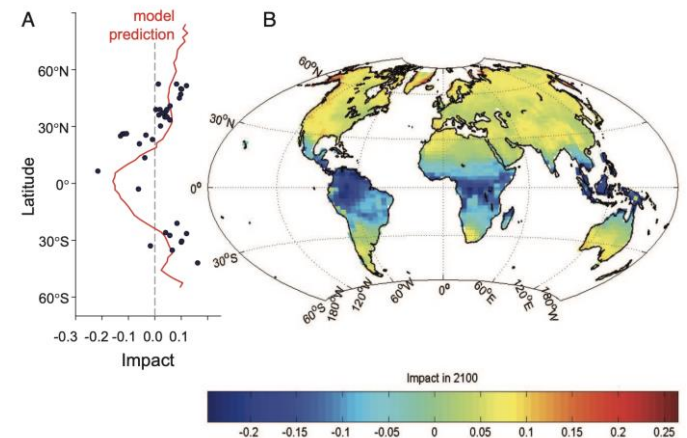 A
model
prediction
B
60°N
30°N
0°
30°S
60°S
Latitude
-0.3 -0.2 -0.1 0.0 0.1
Impact
60°N
30°N
0°
30°S
60°S
180°W
120°W
60°W
0°
60°E
120°E
160°W
Impact in 2100
-0.2 -0.15 -0.1 -0.05 0 0.05 0.1 0.15 0.2 0.25